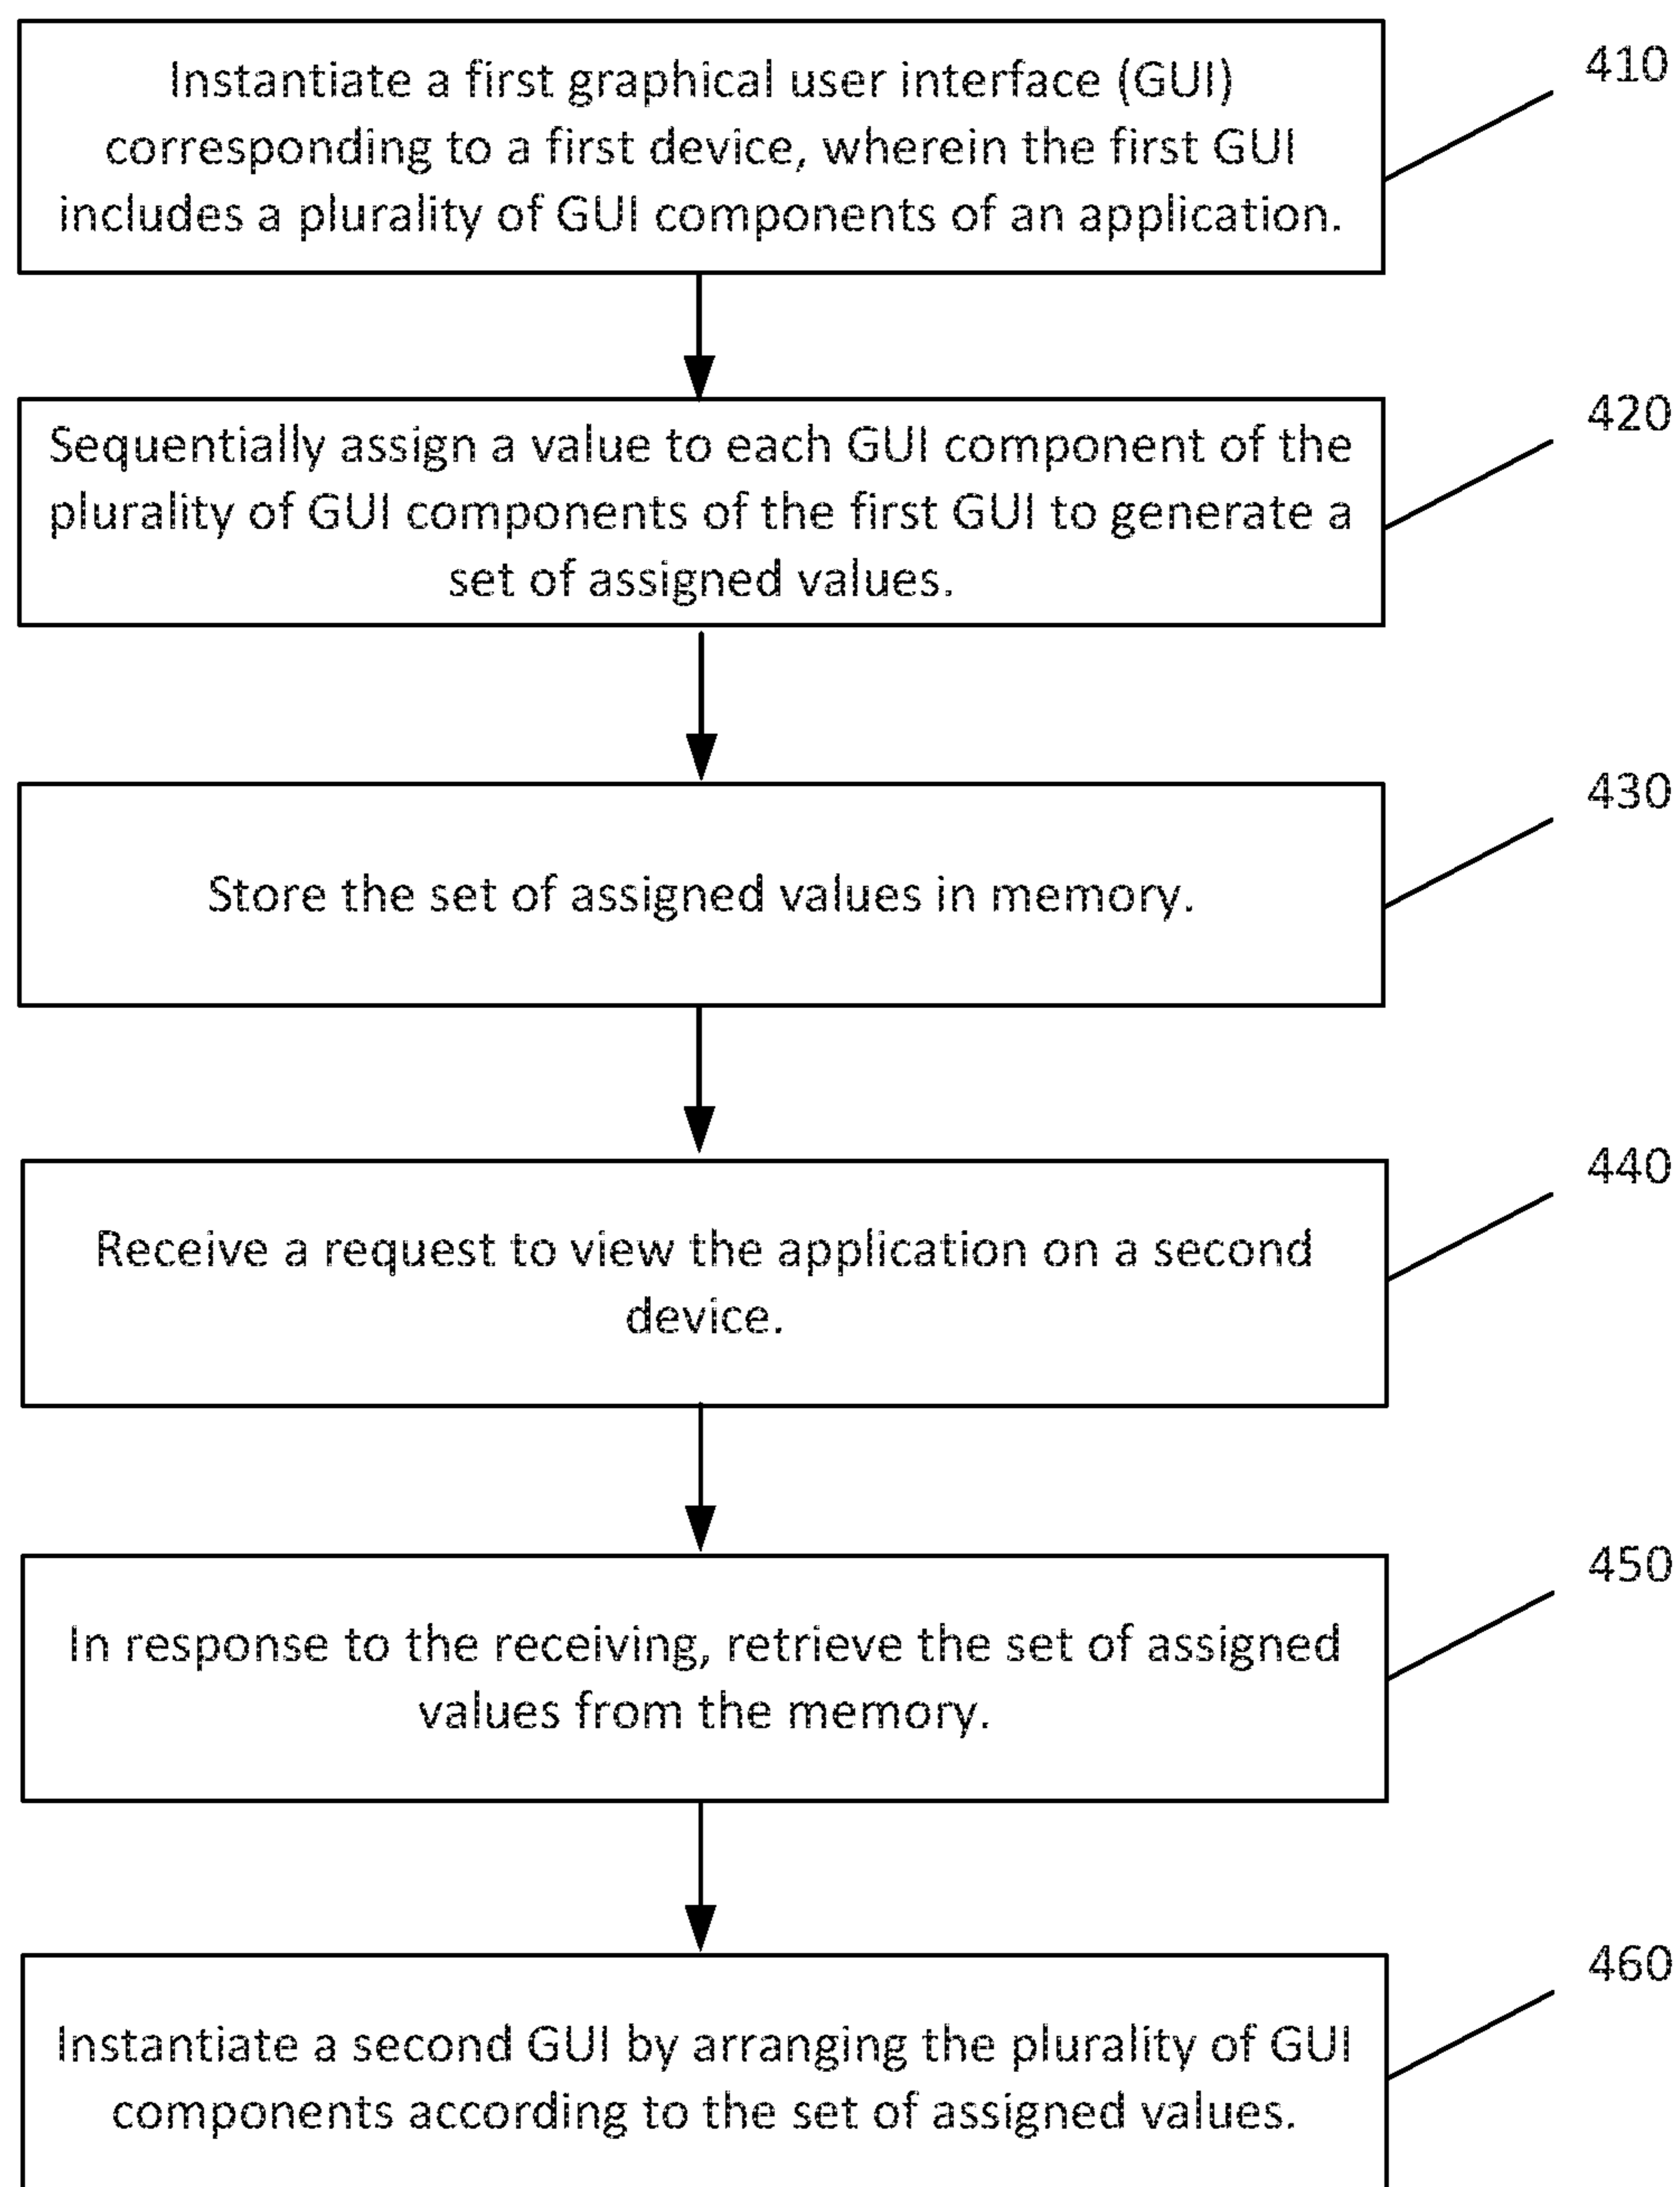 Instantiate a first graphical user interface (GUI)
corresponding to a first device, wherein the first GUI
includes a plurality of GUI components of an application.
410
Sequentially assign a value to each GUI component of the
plurality of GUI components of the first GUI to generate a
set of assigned values.
420
Store the set of assigned values in memory.
430
Receive a request to view the application on a second
device.
440
In response to the receiving, retrieve the set of assigned
values from the memory.
450
Instantiate a second GUI by arranging the plurality of GUI
components according to the set of assigned values.
460